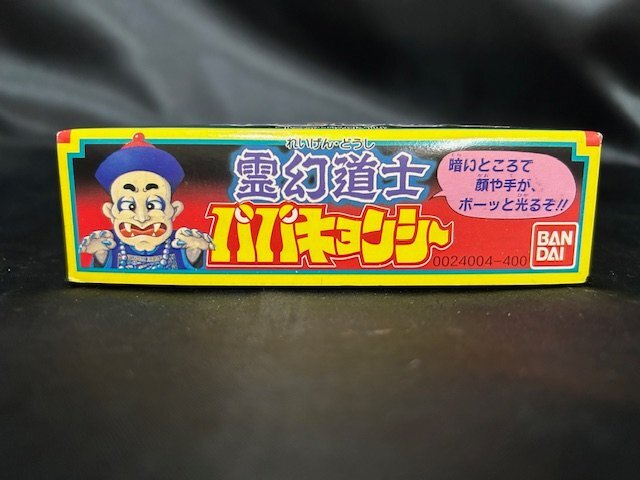 れいげん・どうし
霊幻道士
パパキョンシー
暗いところで
顔や手が、
ボーッと光るぞ!!
0024004-400
BAN
DAI